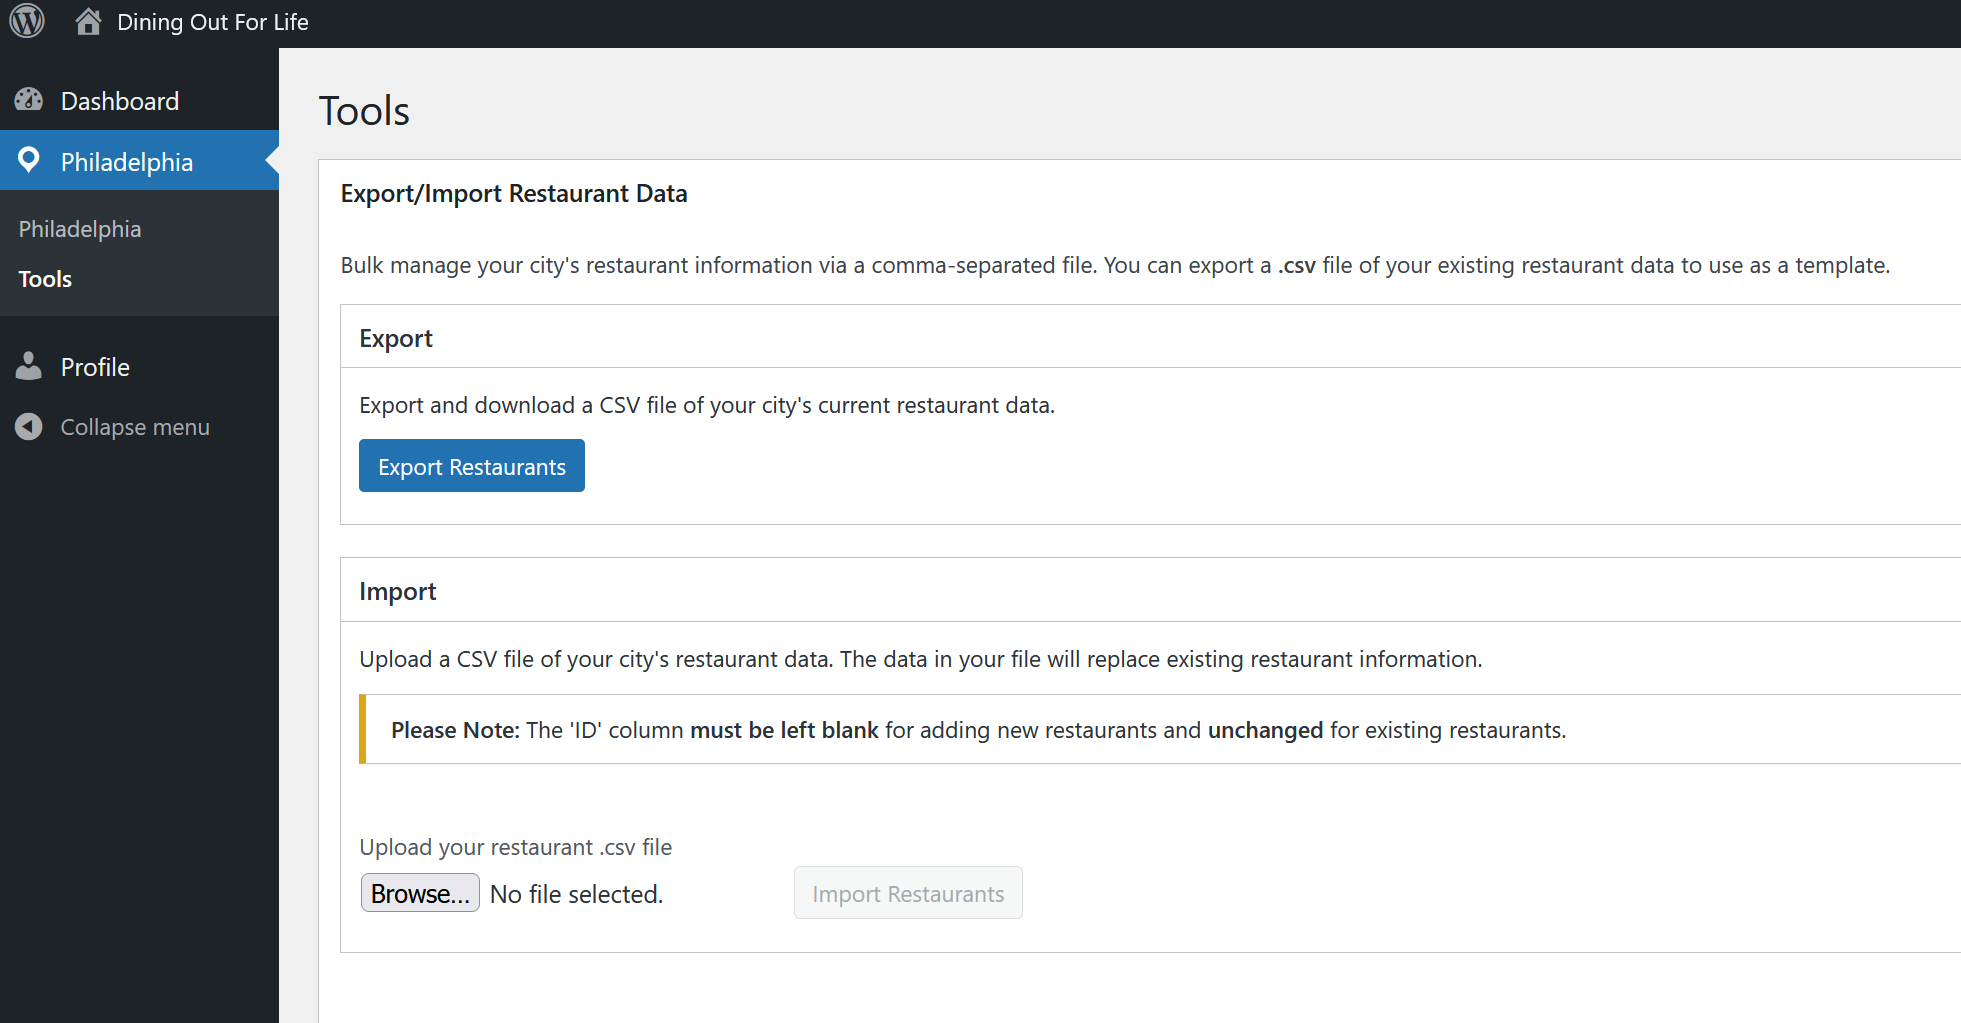 Dining Out For Life
Dashboard
Philadelphia
Philadelphia
Tools
Profile
Collapse menu
Tools
Export/Import Restaurant Data
Bulk manage your city's restaurant information via a comma-separated file. You can export a .csv file of your existing restaurant data to use as a template.
Export
Export and download a CSV file of your city's current restaurant data.
Export Restaurants
Import
Upload a CSV file of your city's restaurant data. The data in your file will replace existing restaurant information.
Please Note: The 'ID' column must be left blank for adding new restaurants and unchanged for existing restaurants.
Upload your restaurant .csv file
Browse... No file selected. Import Restaurants